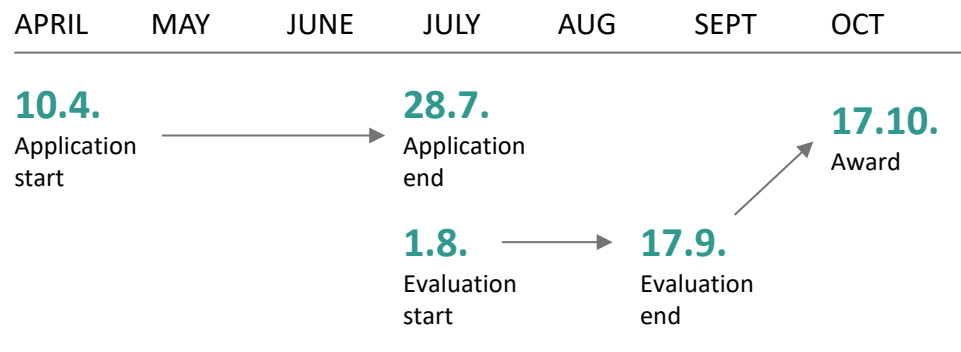 APRIL MAY JUNE JULY AUG SEPT OCT
10.4.
Application
start
28.7.
Application
end
17.10.
Award
1.8.
Evaluation
start
17.9.
Evaluation
end